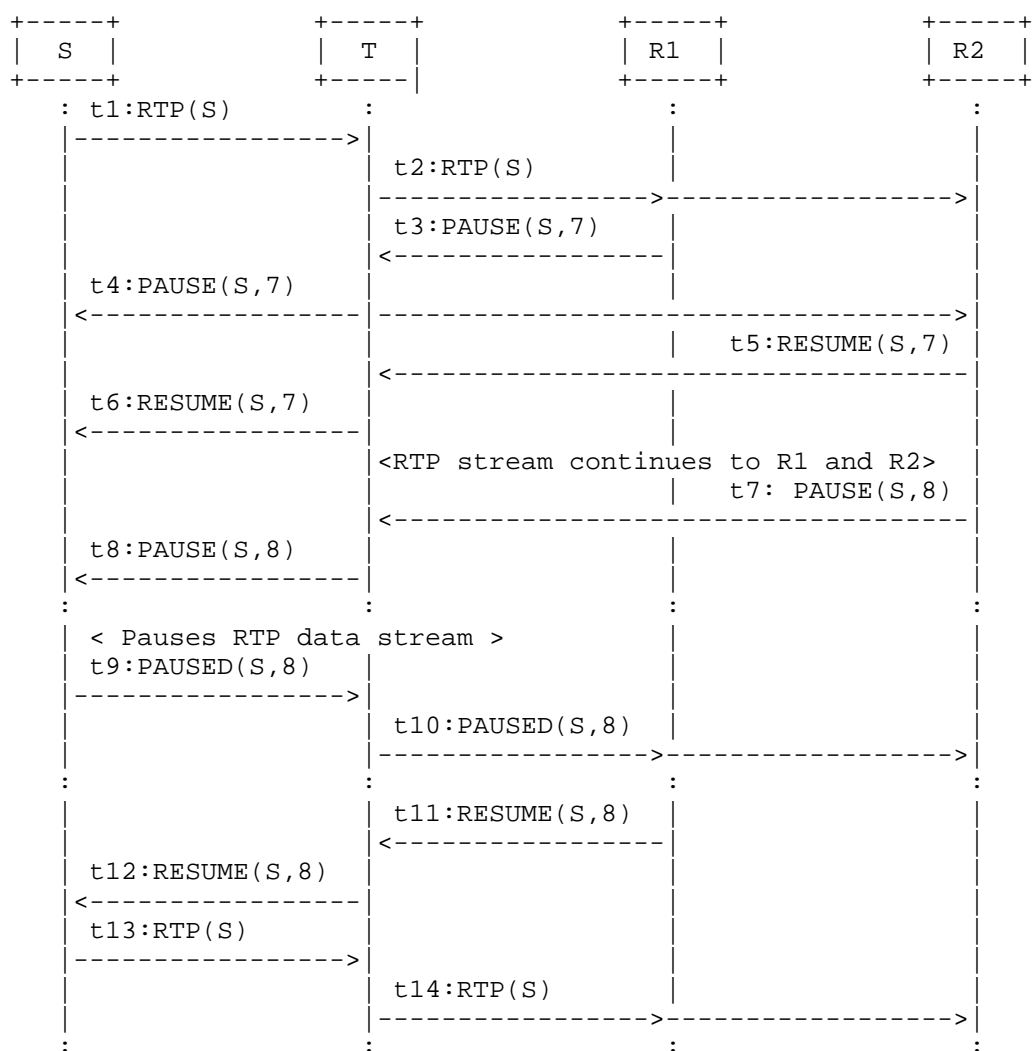 S T R1 R2
t1:RTP(S)
t2:RTP(S)
t3:PAUSE(S,7)
t4:PAUSE(S,7)
t5:RESUME(S,7)
t6:RESUME(S,7)
<RTP stream continues to R1 and R2>
t7: PAUSE(S,8)
t8:PAUSE(S,8)
< Pauses RTP data stream >
t9:PAUSED(S,8)
t10:PAUSED(S,8)
t11:RESUME(S,8)
t12:RESUME(S,8)
t13:RTP(S)
t14:RTP(S)